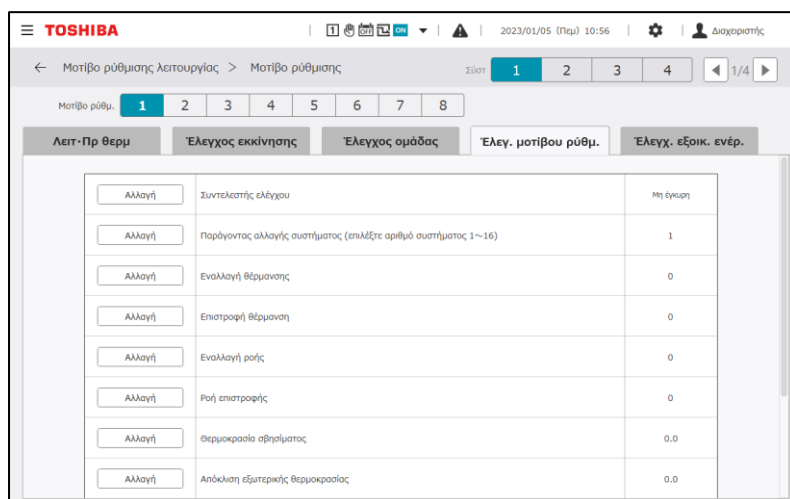 TOSHIBA 1 OFF ON 2023/01/05 (Πεμ) 10:56 Διαχειριστής
← Μοτίβο ρύθμισης λειτουργίας > Μοτίβο ρύθμισης Σύστ 1 2 3 4 1/4
Μοτίβο ρύθμ. 1 2 3 4 5 6 7 8
Λειτ·Πρ θερμ Έλεγχος εκκίνησης Έλεγχος ομάδας Έλεγ. μοτίβου ρύθμ. Έλεγχ. εξοικ. ενέρ.
Αλλαγή Συντελεστής ελέγχου Μη έγκυρη
Αλλαγή Παράγοντας αλλαγής συστήματος (επιλέξτε αριθμό συστήματος 1～16) 1
Αλλαγή Εναλλαγή θέρμανσης 0
Αλλαγή Επιστροφή θέρμανση 0
Αλλαγή Εναλλαγή ροής 0
Αλλαγή Ροή επιστροφής 0
Αλλαγή Θερμοκρασία σβησίματος 0.0
Αλλαγή Απόκλιση εξωτερικής θερμοκρασίας 0.0